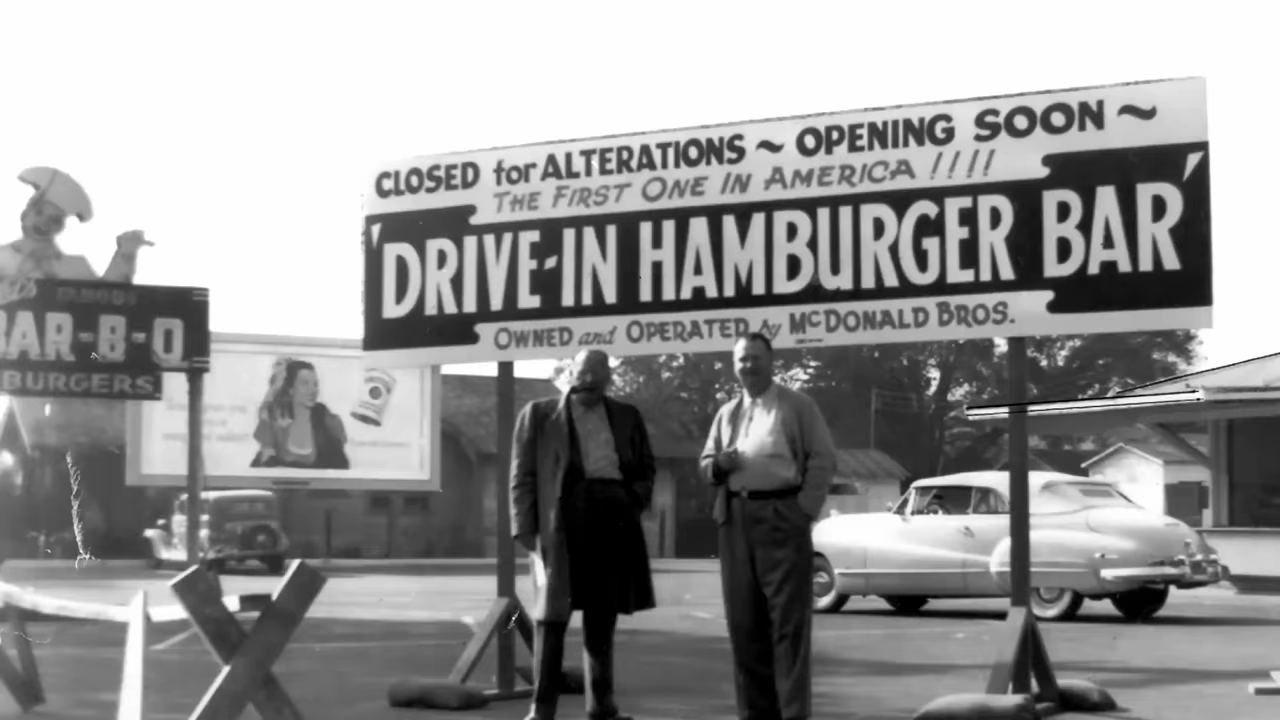 CLOSED for ALTERATIONS ~ OPENING SOON ~
THE FIRST ONE IN AMERICA !!!!
'DRIVE-IN HAMBURGER BAR'
OWNED and OPERATED by McDONALD BROS.
FAMOUS
BAR-B-Q
BURGERS